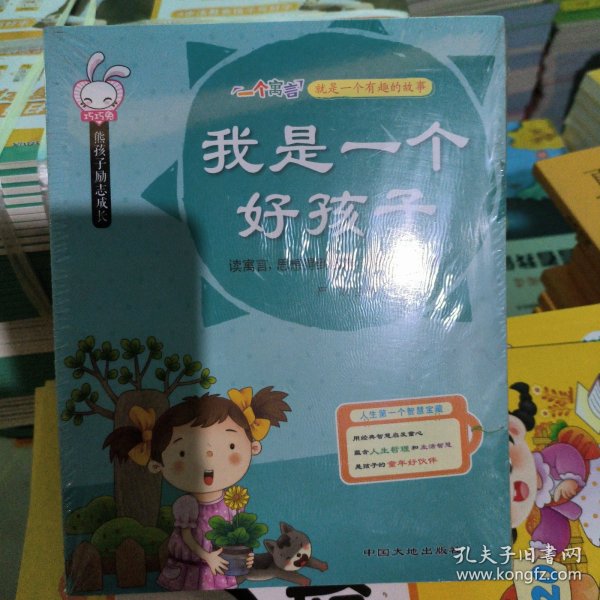 一个寓言 就是一个有趣的故事
巧巧兔
熊孩子励志成长
我是一个
好孩子
读寓言，思维
人生第一个智慧宝藏
用经典智慧启发童心
蕴含人生哲理和生活智慧
是孩子的童年好伙伴
中国大地出版社
孔夫子旧书网
www.kongfz.com